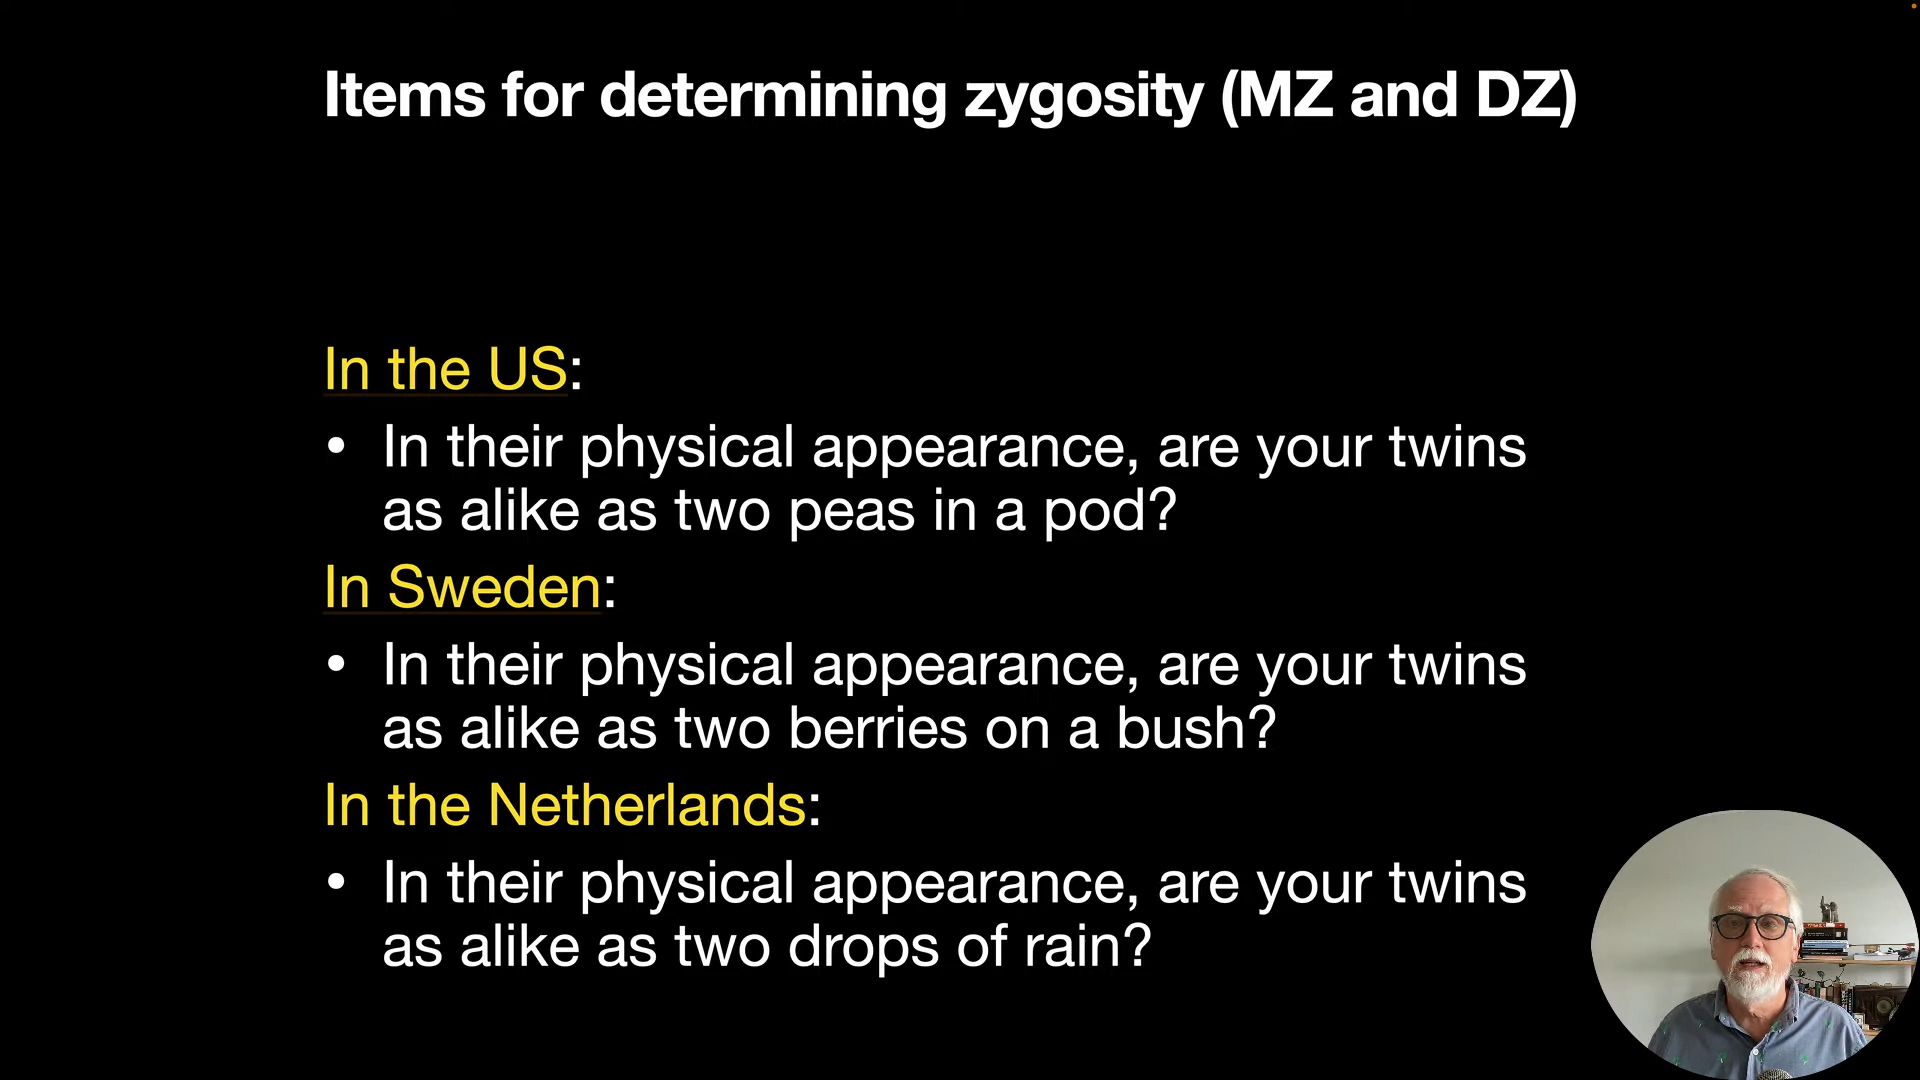 Items for determining zygosity (MZ and DZ)
In the US:
• In their physical appearance, are your twins
as alike as two peas in a pod?
In Sweden:
• In their physical appearance, are your twins
as alike as two berries on a bush?
In the Netherlands:
• In their physical appearance, are your twins
as alike as two drops of rain?